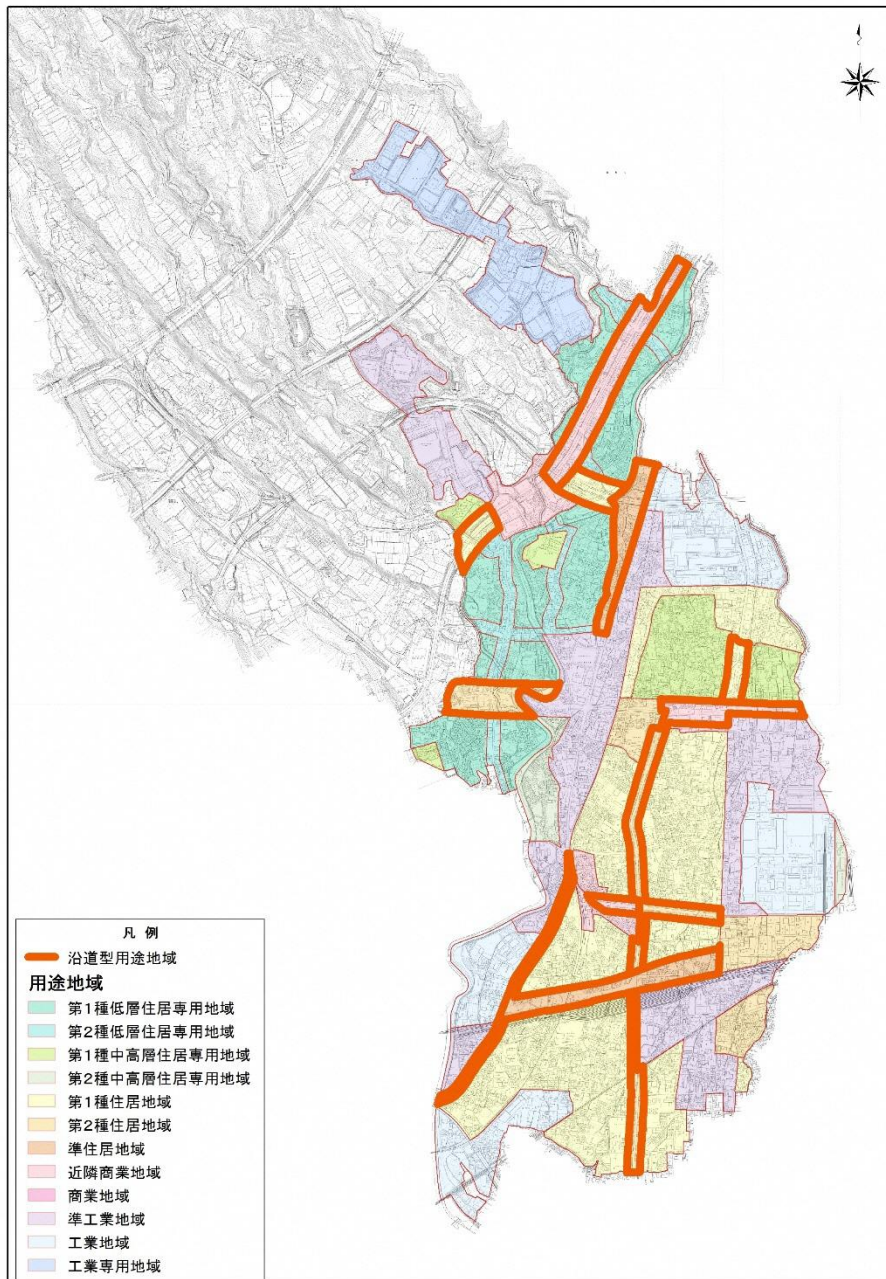 凡 例
沿道型用途地域
用途地域
第1種低層住居専用地域
第2種低層住居専用地域
第1種中高層住居専用地域
第2種中高層住居専用地域
第1種住居地域
第2種住居地域
準住居地域
近隣商業地域
商業地域
準工業地域
工業地域
工業専用地域